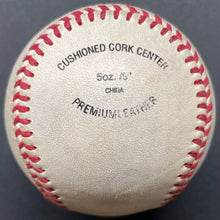 CUSHIONED CORK CENTER
5oz. /9"
CHINA
PREMIUM LEATHER